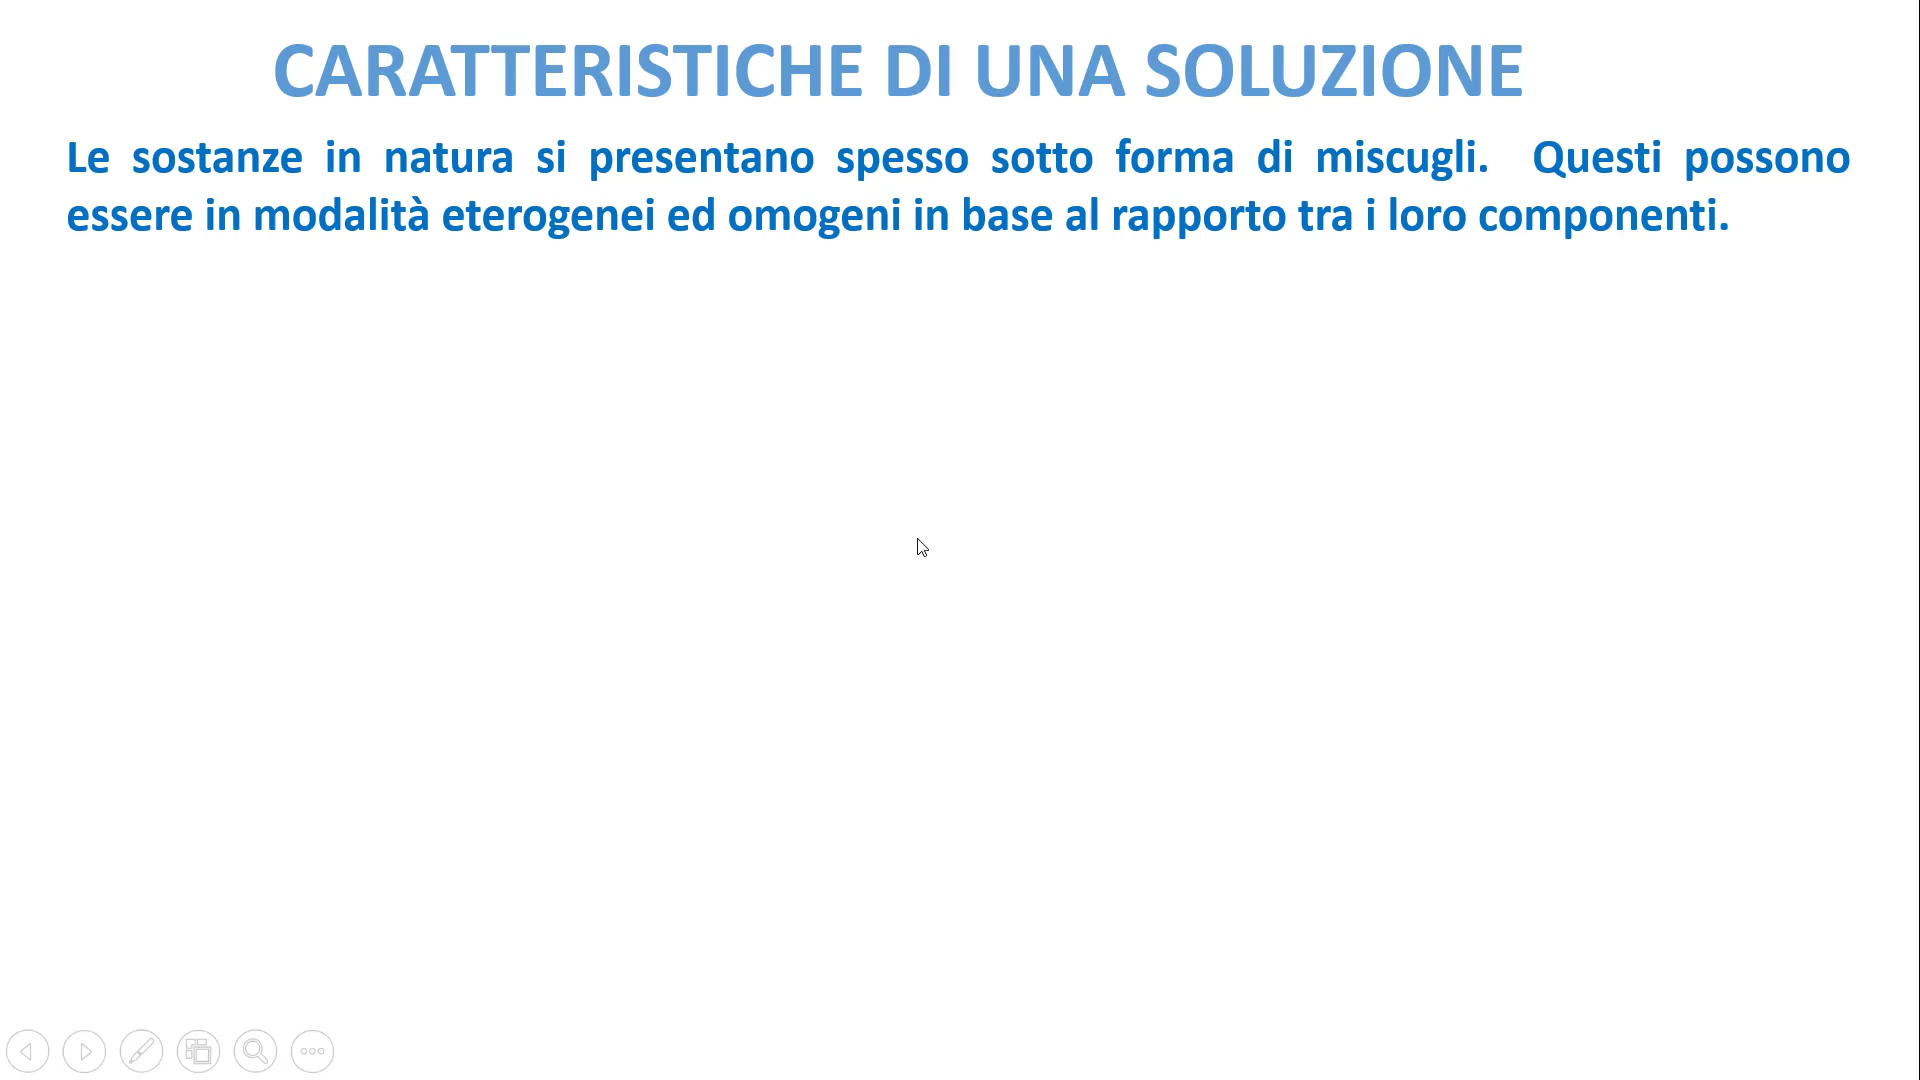 CARATTERISTICHE DI UNA SOLUZIONE
Le sostanze in natura si presentano spesso sotto forma di miscugli. Questi possono
essere in modalità eterogenei ed omogeni in base al rapporto tra i loro componenti.